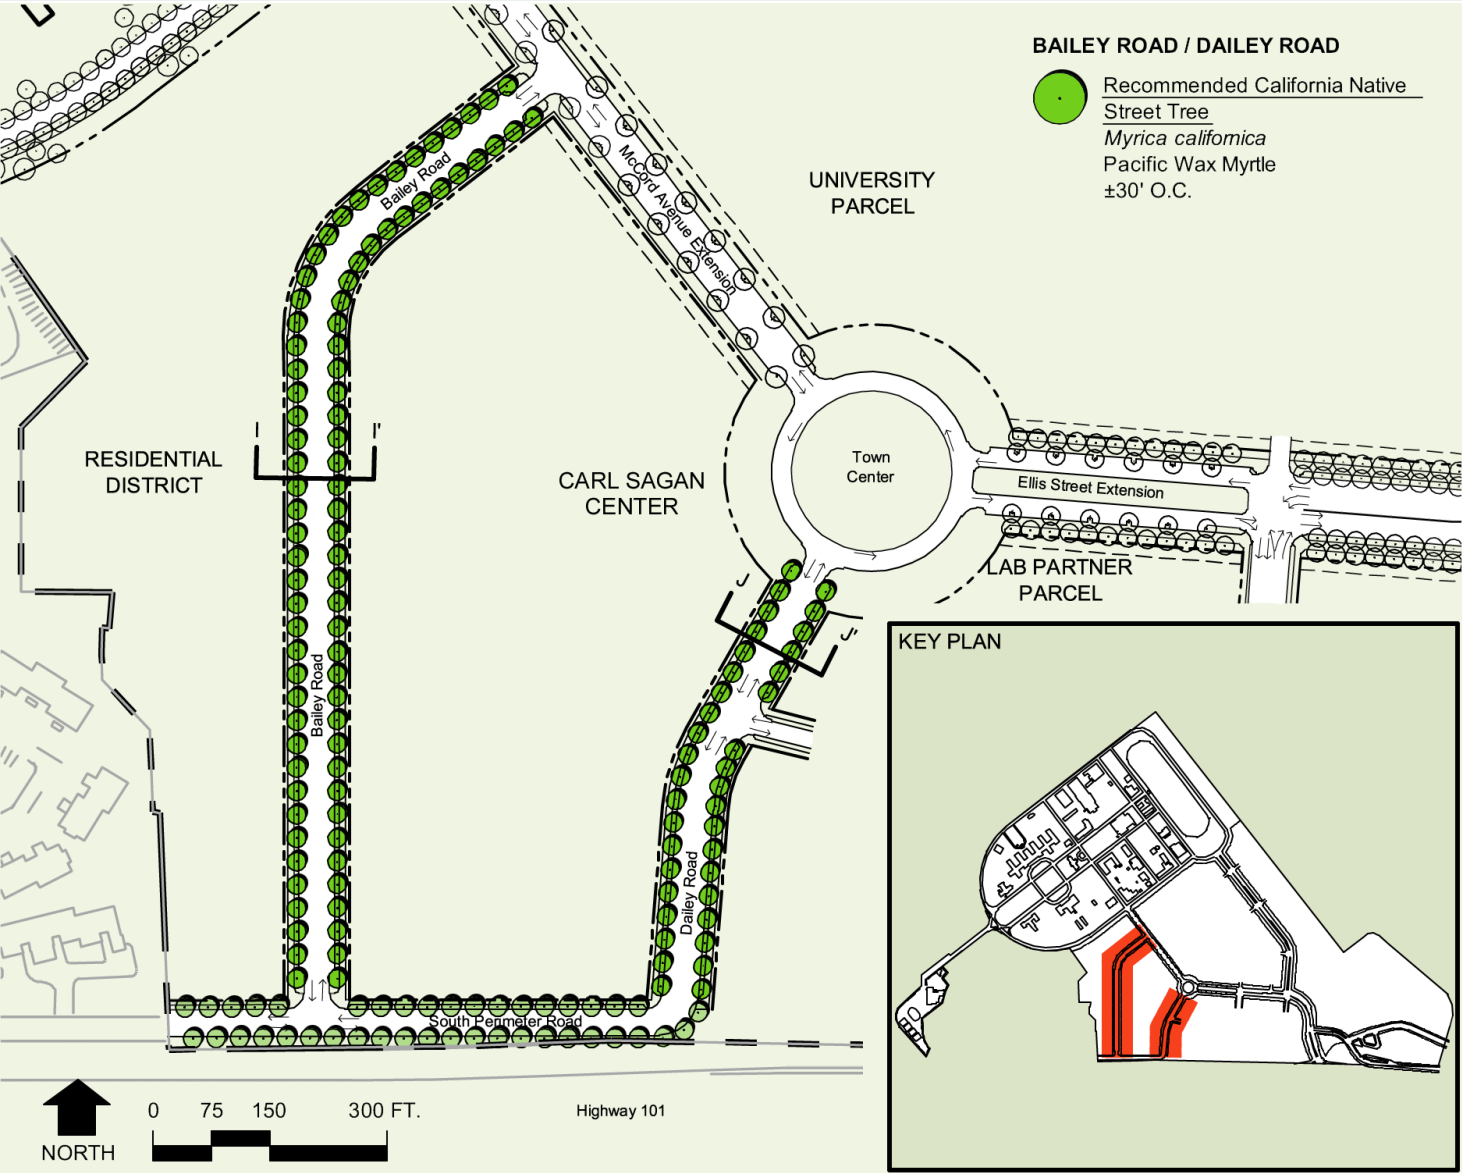 BAILEY ROAD / DAILEY ROAD
Recommended California Native
Street Tree
Myrica californica
Pacific Wax Myrtle
±30' O.C.
Bailey Road
McCord Avenue Extension
UNIVERSITY
PARCEL
RESIDENTIAL
DISTRICT
I
I'
CARL SAGAN
CENTER
Town
Center
Ellis Street Extension
LAB PARTNER
PARCEL
J
J'
Bailey Road
Dailey Road
South Perimeter Road
KEY PLAN
NORTH
0 75 150 300 FT.
Highway 101